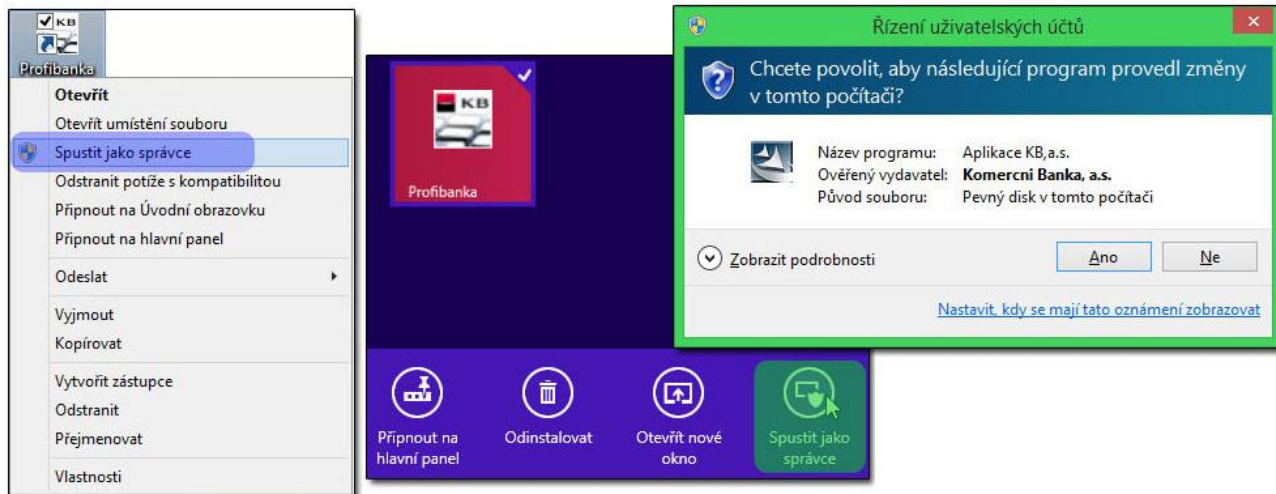 KB
Profibanka
Otevřít
Otevřít umístění souboru
Spustit jako správce
Odstranit potíže s kompatibilitou
Připnout na Úvodní obrazovku
Připnout na hlavní panel
Odeslat
Vyjmout
Kopírovat
Vytvořit zástupce
Odstranit
Přejmenovat
Vlastnosti
KB
Profibanka
Připnout na
hlavní panel
Odinstalovat
Otevřít nové
okno
Spustit jako
správce
Řízení uživatelských účtů
Chcete povolit, aby následující program provedl změny
v tomto počítači?
Název programu: Aplikace KB,a.s.
Ověřený vydavatel: Komercni Banka, a.s.
Původ souboru: Pevný disk v tomto počítači
Zobrazit podrobnosti
Ano
Ne
Nastavit, kdy se mají tato oznámení zobrazovat